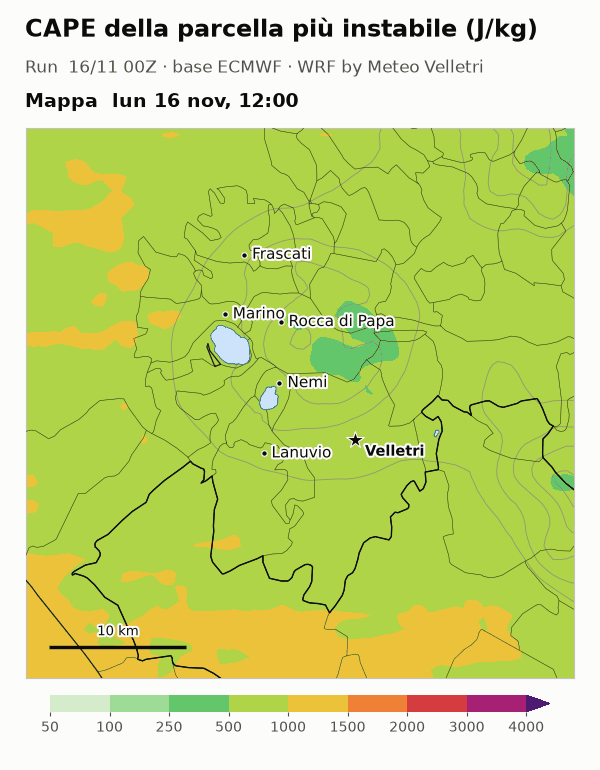 CAPE della parcella più instabile (J/kg)
Run  16/11 00Z · base ECMWF · WRF by Meteo Velletri
Mappa  lun 16 nov, 12:00
Frascati
Marino
Rocca di Papa
Nemi
Velletri
Lanuvio
10 km
50 100 250 500 1000 1500 2000 3000 4000